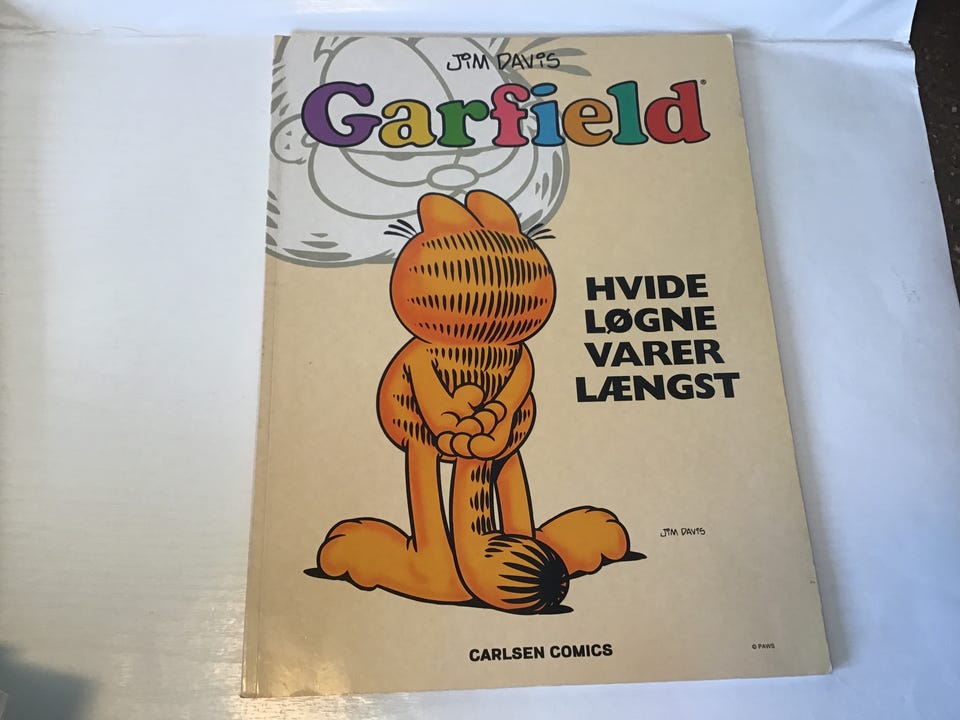 JIM DAVIS
Garfield®
HVIDE
LØGNE
VARER
LÆNGST
JIM DAVIS
CARLSEN COMICS
© PAWS